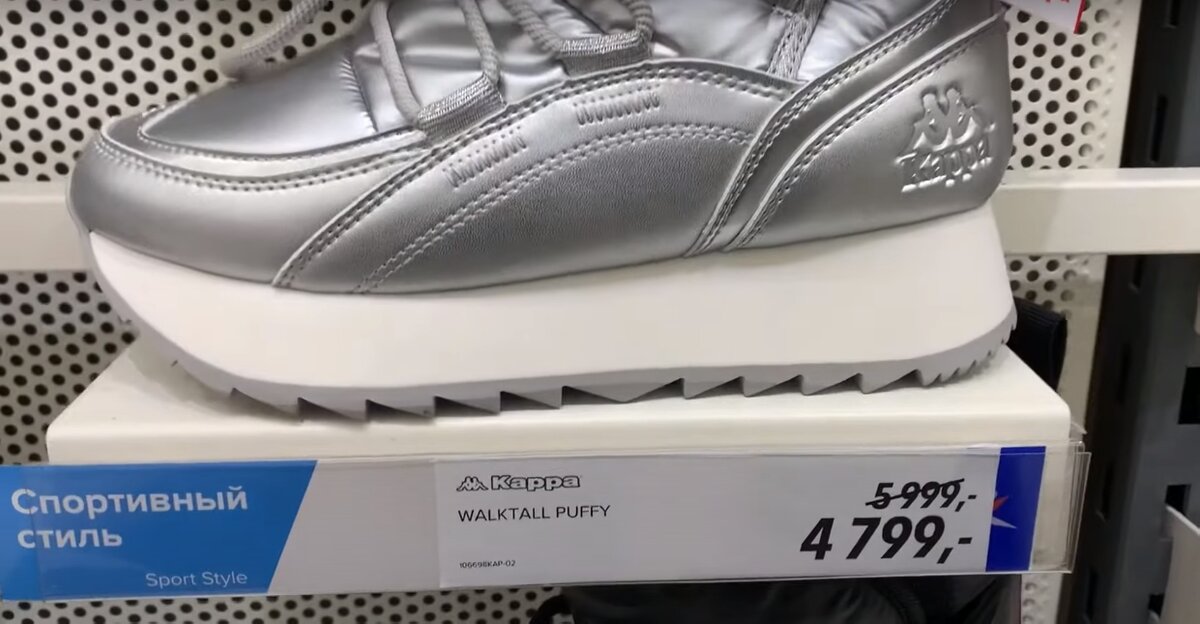 Kappa
Спортивный
стиль
Sport Style
Kappa
WALKTALL PUFFY
106698KAP-02
5 999,-
4 799,-